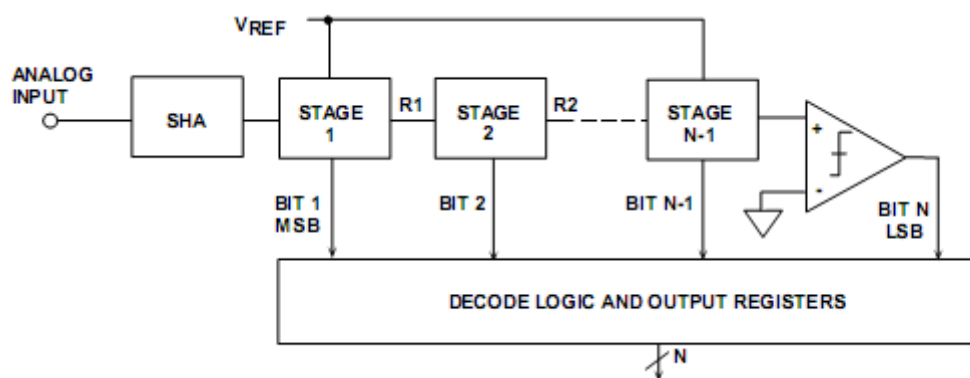 VREF
ANALOG
INPUT
SHA
STAGE
1
R1
STAGE
2
R2
STAGE
N-1
+
-
BIT 1
MSB
BIT 2
BIT N-1
BIT N
LSB
DECODE LOGIC AND OUTPUT REGISTERS
N